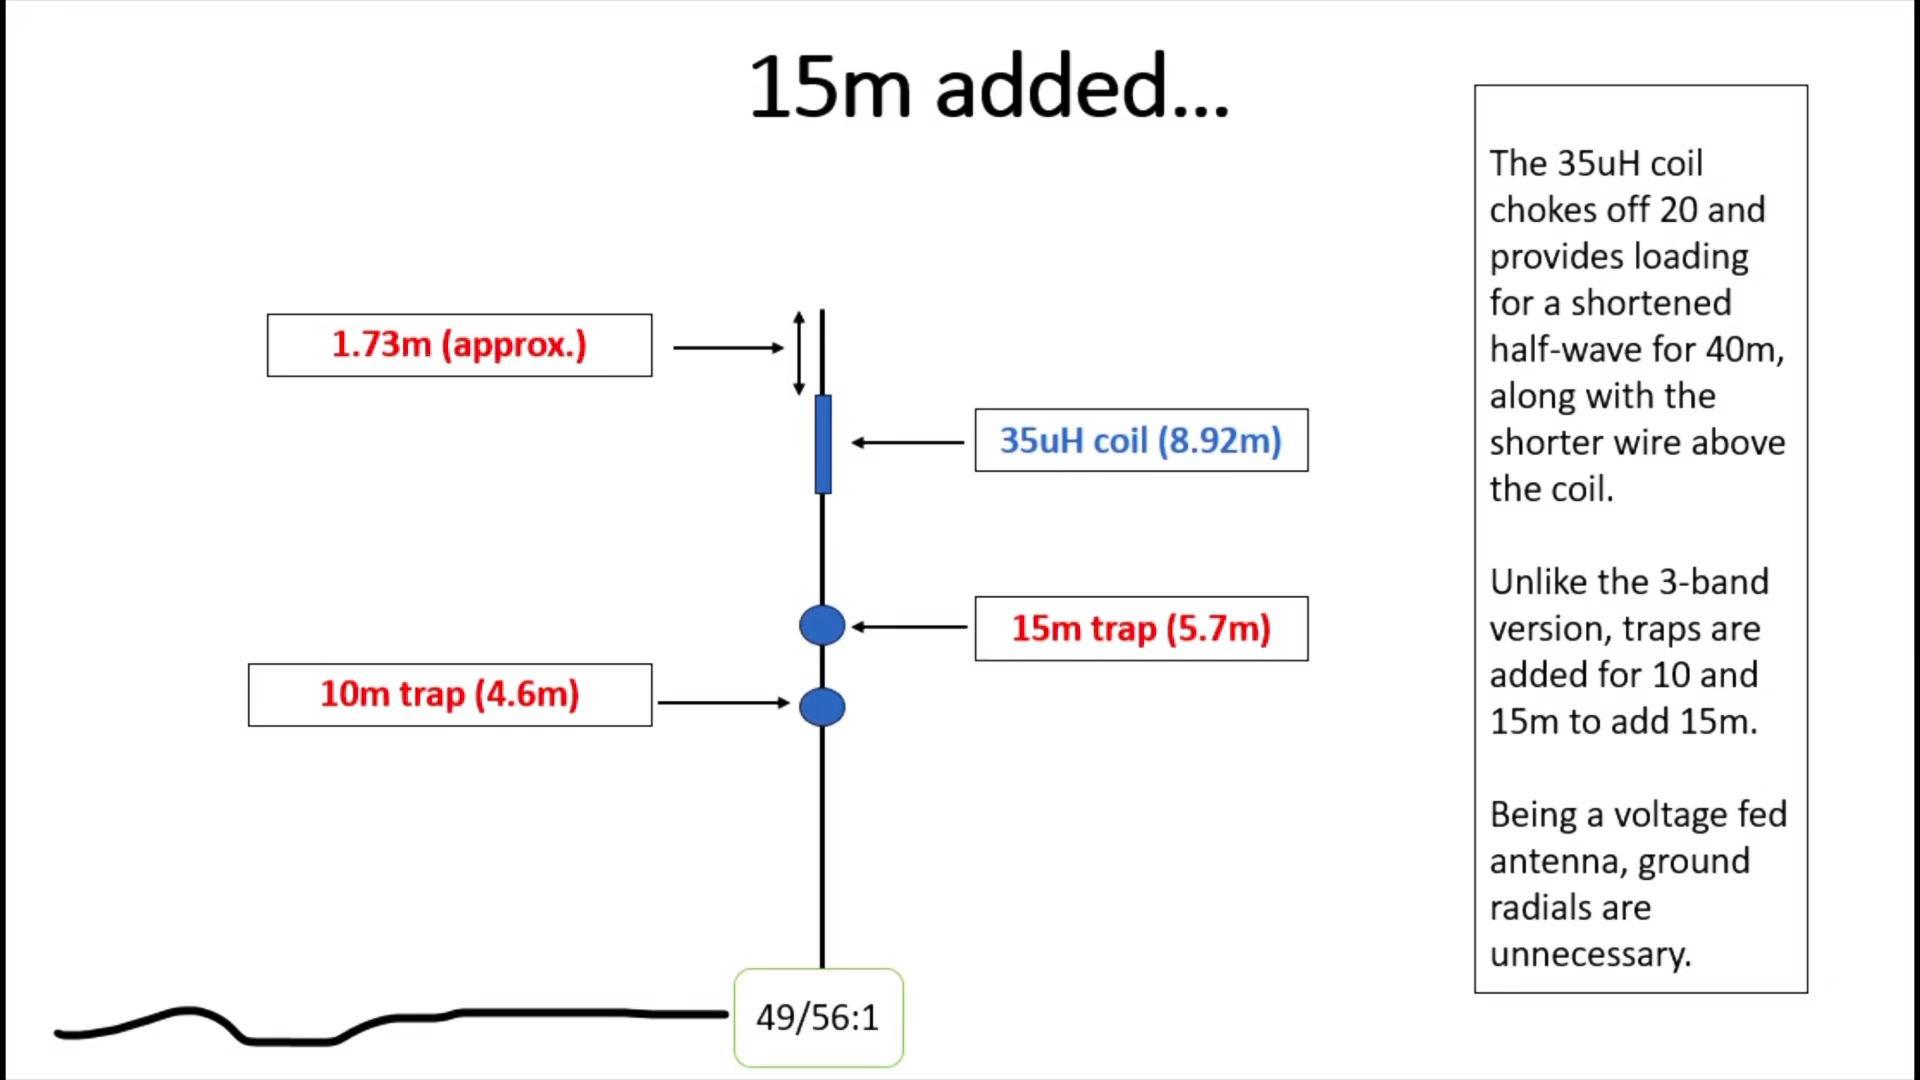 15m added...
1.73m (approx.)
35uH coil (8.92m)
15m trap (5.7m)
10m trap (4.6m)
49/56:1
The 35uH coil
chokes off 20 and
provides loading
for a shortened
half-wave for 40m,
along with the
shorter wire above
the coil.
Unlike the 3-band
version, traps are
added for 10 and
15m to add 15m.
Being a voltage fed
antenna, ground
radials are
unnecessary.